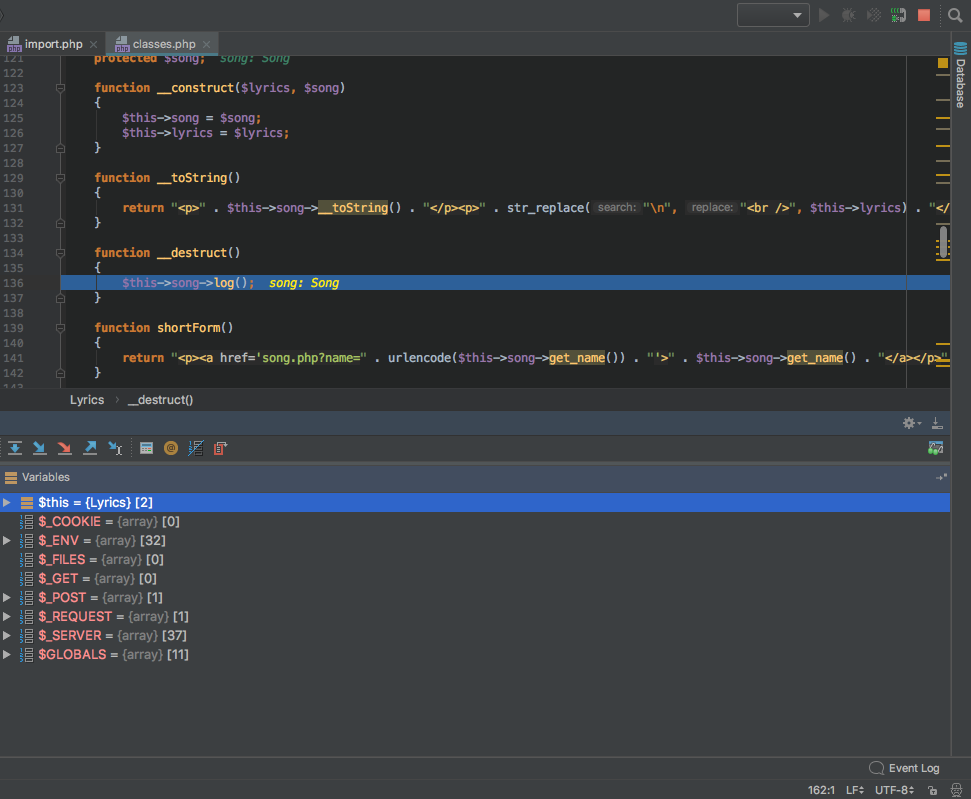 import.php classes.php
121 protected $song; song: Song
122
123 function __construct($lyrics, $song)
124 {
125 $this->song = $song;
126 $this->lyrics = $lyrics;
127 }
128
129 function __toString()
130 {
131 return "<p>" . $this->song->__toString() . "</p><p>" . str_replace( search: "\n", replace: "<br />", $this->lyrics) . "</
132 }
133
134 function __destruct()
135 {
136 $this->song->log(); song: Song
137 }
138
139 function shortForm()
140 {
141 return "<p><a href='song.php?name=" . urlencode($this->song->get_name()) . "'>" . $this->song->get_name() . "</a></p>"
142 }
143
Database
Lyrics › __destruct()
Variables
$this = {Lyrics} [2]
$_COOKIE = {array} [0]
$_ENV = {array} [32]
$_FILES = {array} [0]
$_GET = {array} [0]
$_POST = {array} [1]
$_REQUEST = {array} [1]
$_SERVER = {array} [37]
$GLOBALS = {array} [11]
Event Log
162:1 LF UTF-8